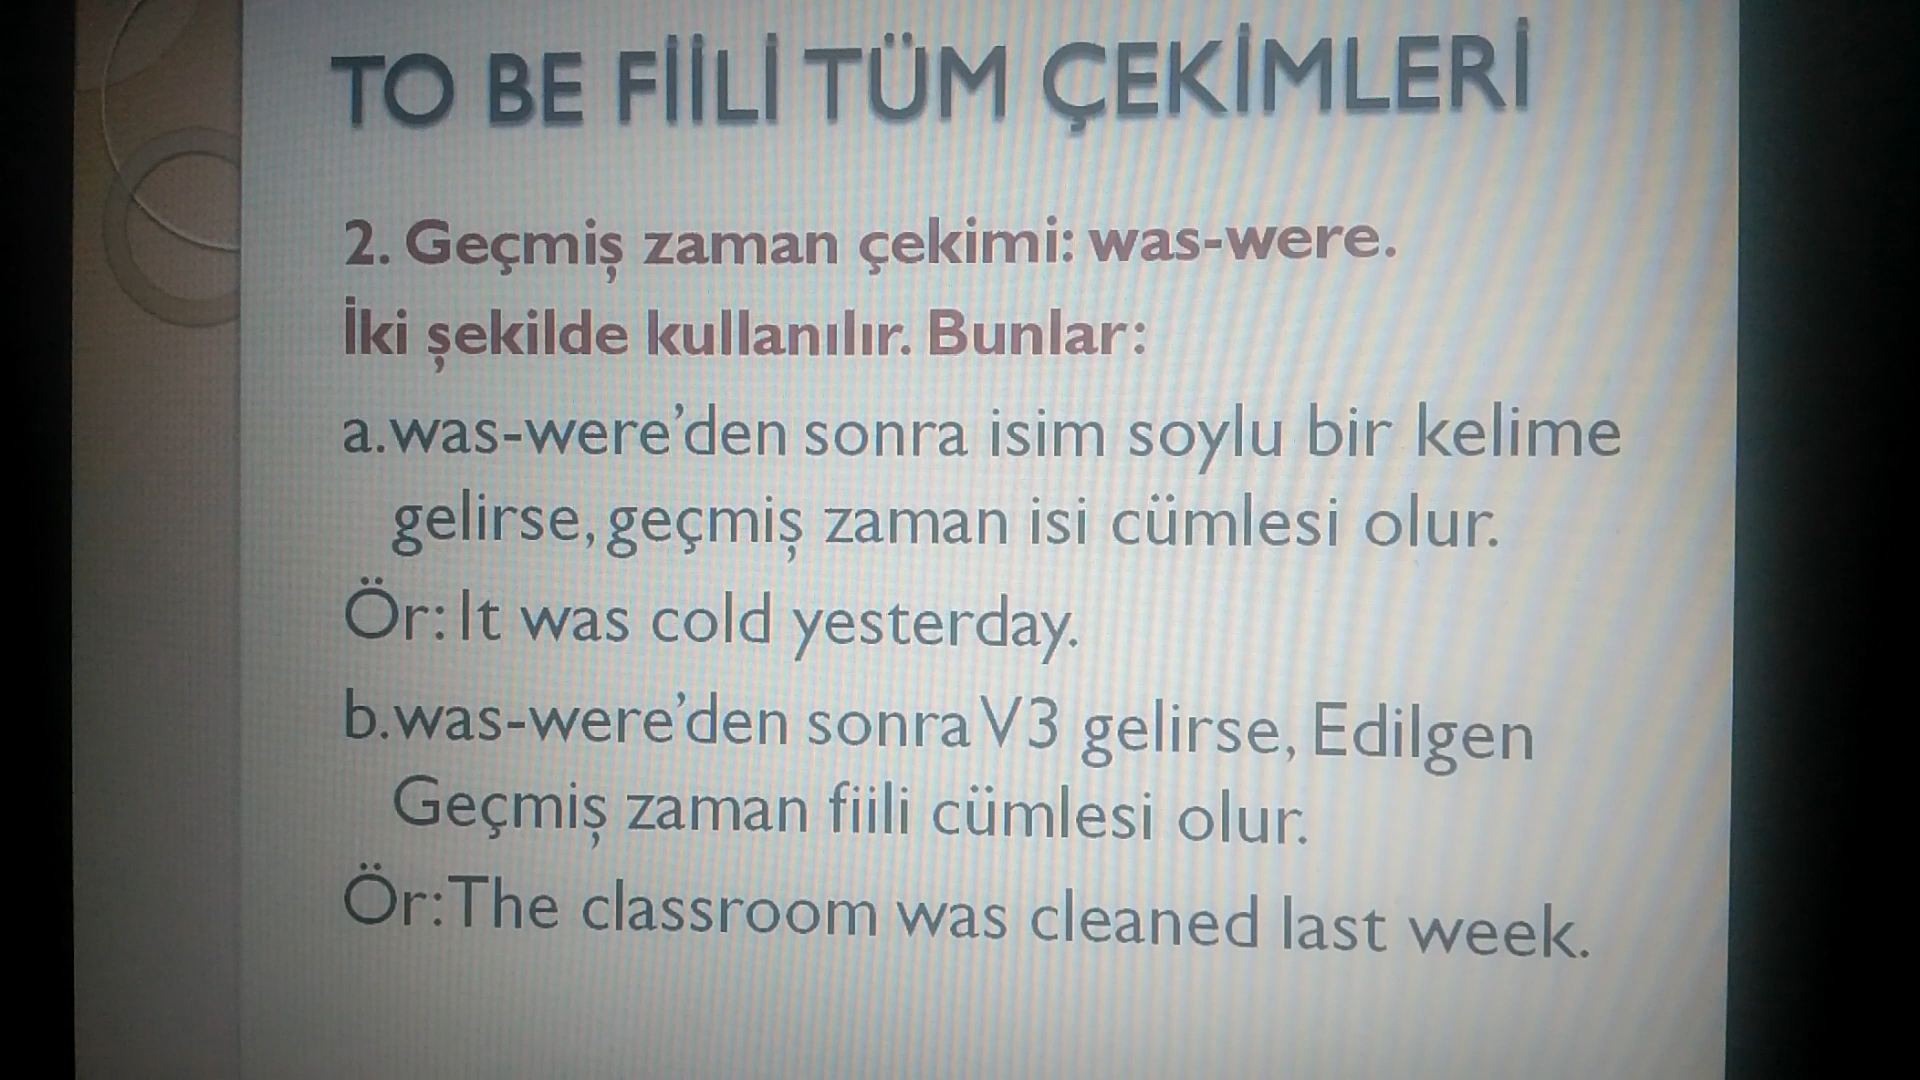 TO BE FİİLİ TÜM ÇEKİMLERİ
2. Geçmiş zaman çekimi: was-were.
İki şekilde kullanılır. Bunlar:
a.was-were'den sonra isim soylu bir kelime
gelirse, geçmiş zaman isi cümlesi olur.
Ör: It was cold yesterday.
b.was-were'den sonra V3 gelirse, Edilgen
Geçmiş zaman fiili cümlesi olur.
Ör:The classroom was cleaned last week.